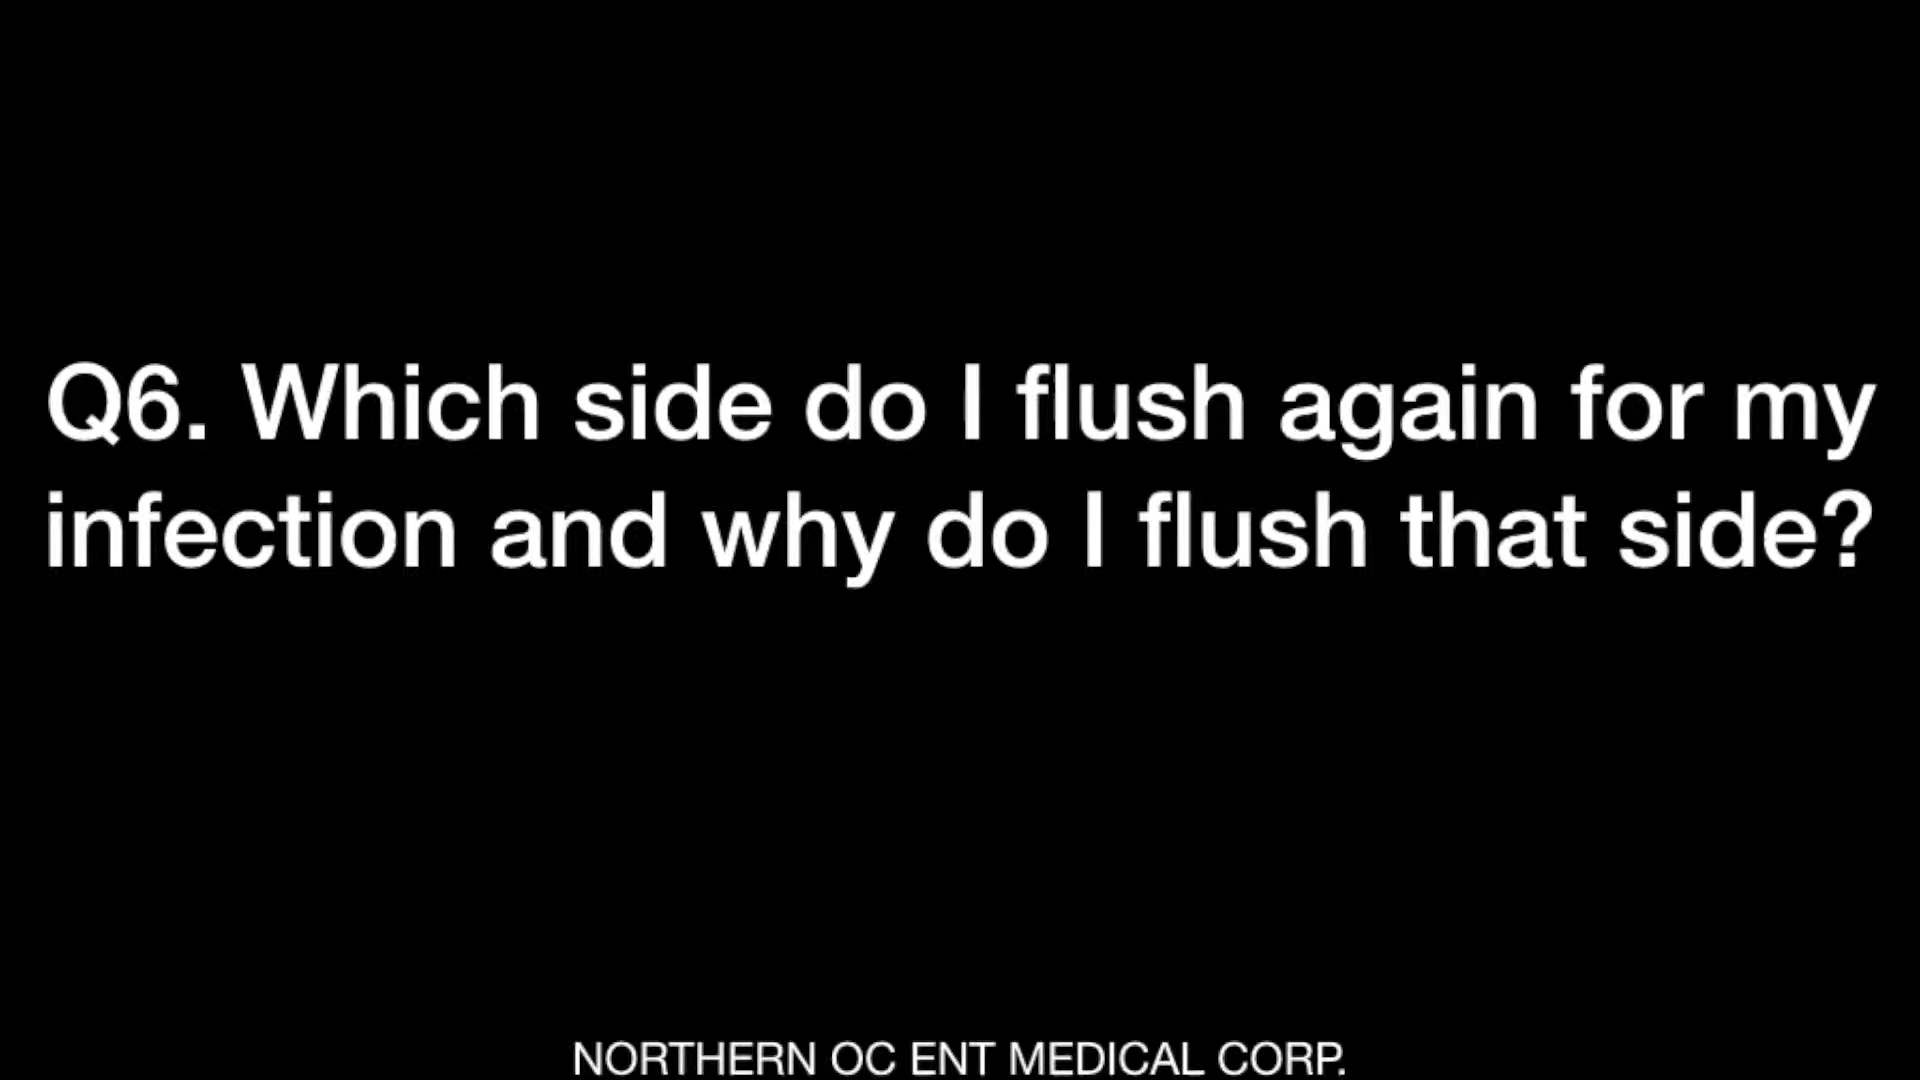 Q6. Which side do I flush again for my
infection and why do I flush that side?
NORTHERN OC ENT MEDICAL CORP.